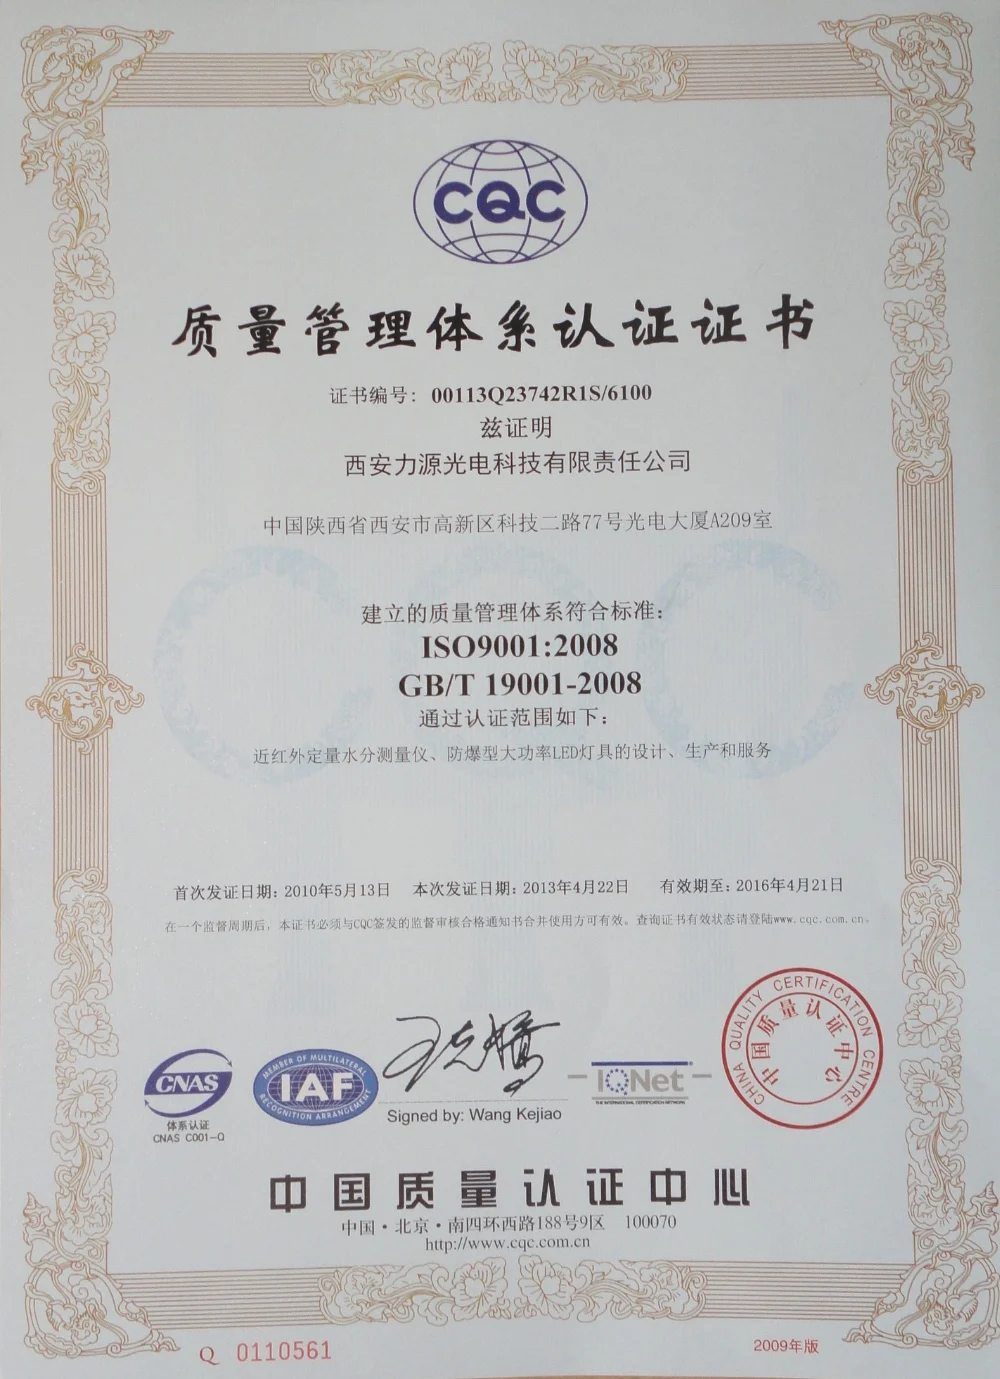 CQC
质量管理体系认证证书
证书编号：00113Q23742R1S/6100
兹证明
西安力源光电科技有限责任公司
中国陕西省西安市高新区科技二路77号光电大厦A209室
建立的质量管理体系符合标准：
ISO9001:2008
GB/T 19001-2008
通过认证范围如下：
近红外定量水分测量仪、防爆型大功率LED灯具的设计、生产和服务
首次发证日期：2010年5月13日 本次发证日期：2013年4月22日 有效期至：2016年4月21日
在一个监督周期后，本证书必须与CQC签发的监督审核合格通知书合并使用方可有效。查询证书有效状态请登陆www.cqc.com.cn。
CNAS
体系认证
CNAS C001-Q
MEMBER OF MULTILATERAL
IAF
RECOGNITION ARRANGEMENT
王克娇
Signed by: Wang Kejiao
IQNet
THE INTERNATIONAL CERTIFICATION NETWORK
CHINA QUALITY CERTIFICATION CENTRE
中国质量认证中心
中国质量认证中心
中国·北京·南四环西路188号9区 100070
http://www.cqc.com.cn
Q 0110561
2009年版